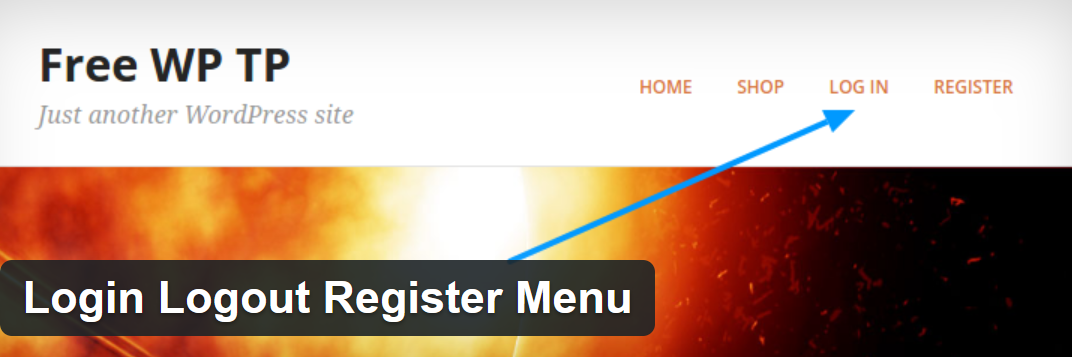 Free WP TP
Just another WordPress site
HOME SHOP LOG IN REGISTER
Login Logout Register Menu